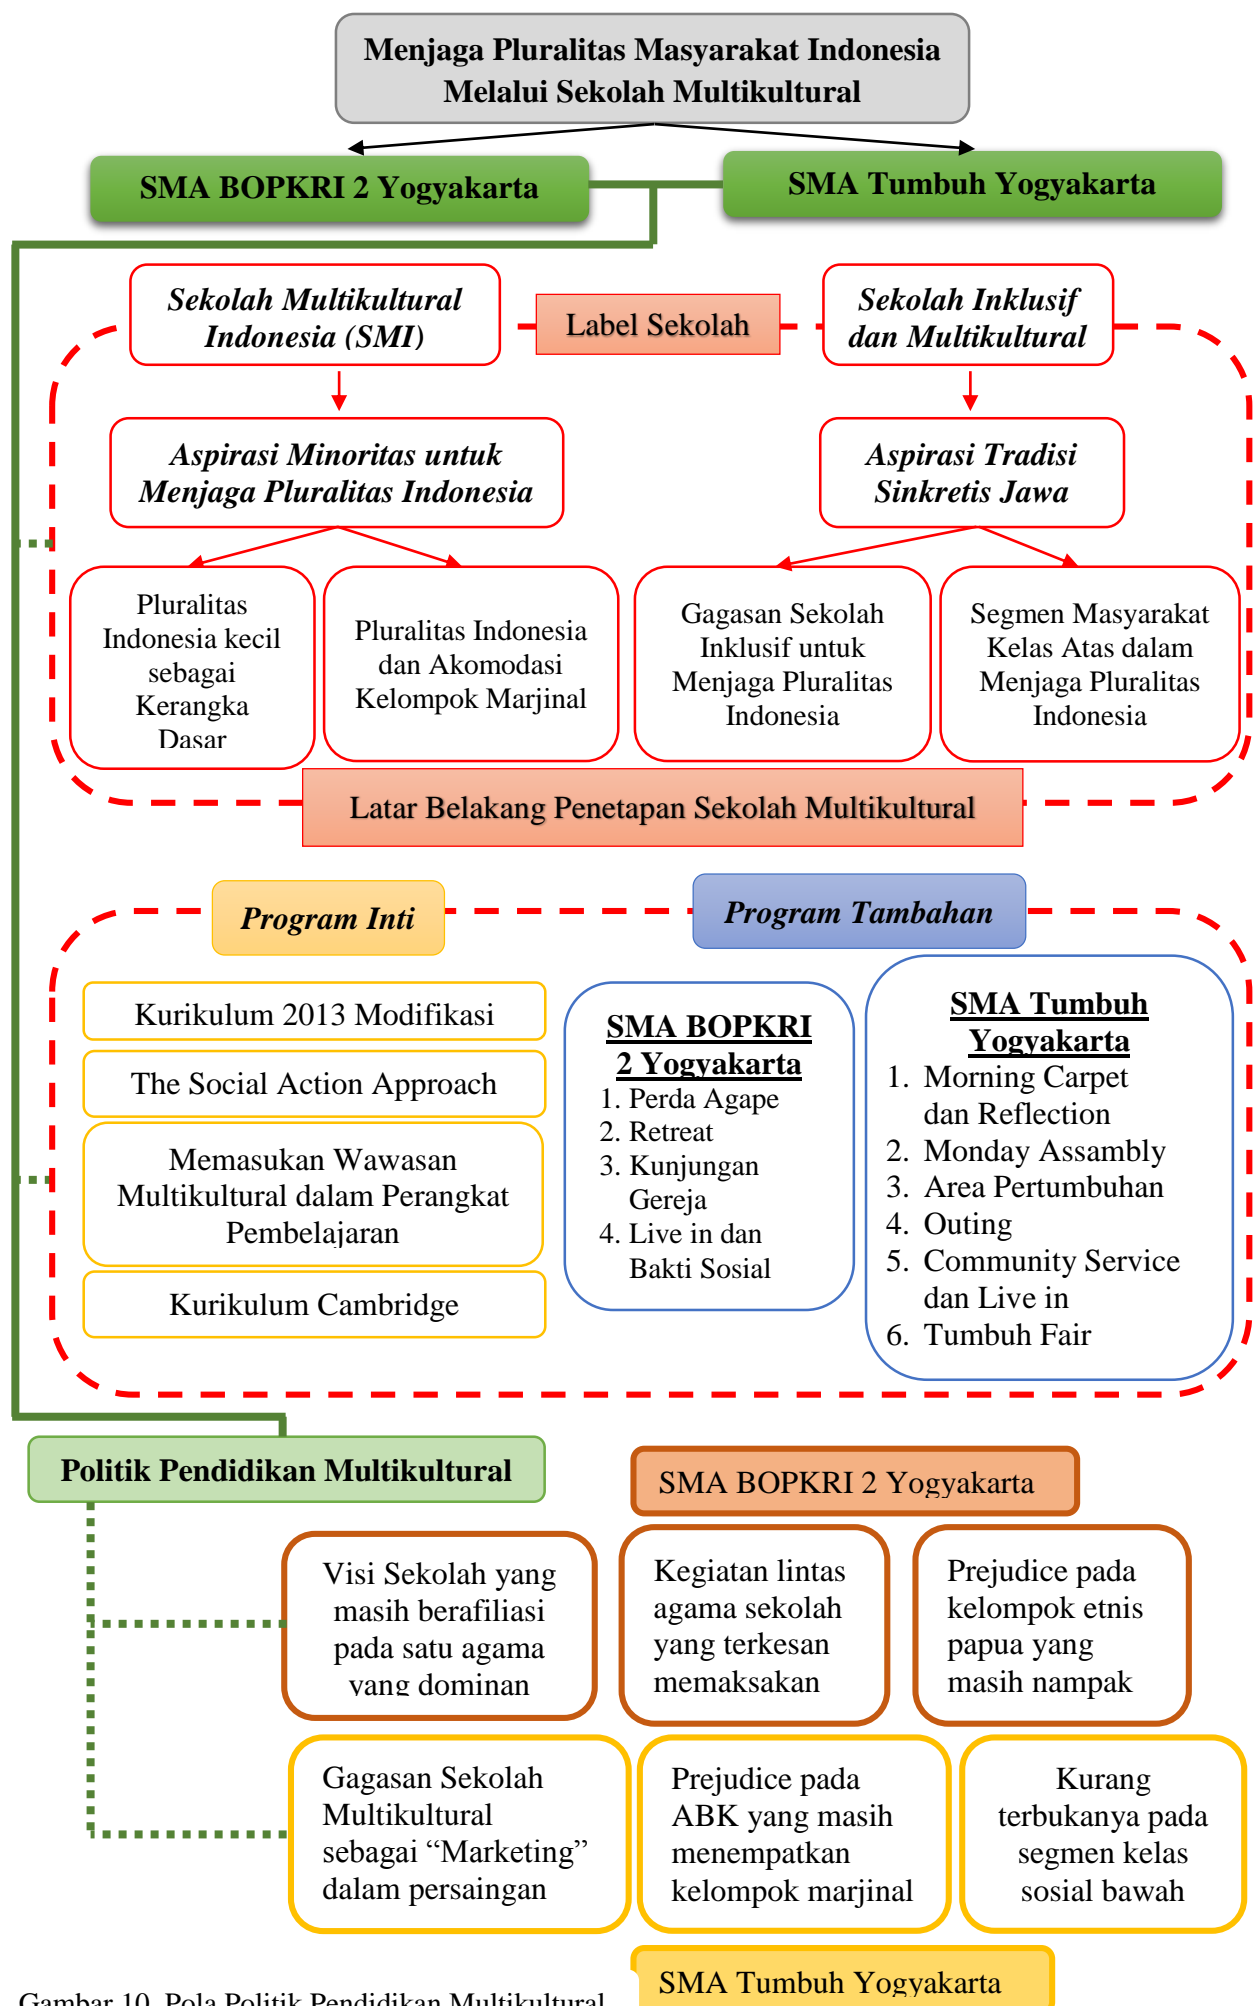 Menjaga Pluralitas Masyarakat Indonesia
Melalui Sekolah Multikultural
SMA BOPKRI 2 Yogyakarta
SMA Tumbuh Yogyakarta
Sekolah Multikultural
Indonesia (SMI)
Label Sekolah
Sekolah Inklusif
dan Multikultural
Aspirasi Minoritas untuk
Menjaga Pluralitas Indonesia
Aspirasi Tradisi
Sinkretis Jawa
Pluralitas
Indonesia kecil
sebagai
Kerangka
Dasar
Pluralitas Indonesia
dan Akomodasi
Kelompok Marjinal
Gagasan Sekolah
Inklusif untuk
Menjaga Pluralitas
Indonesia
Segmen Masyarakat
Kelas Atas dalam
Menjaga Pluralitas
Indonesia
Latar Belakang Penetapan Sekolah Multikultural
Program Inti
Program Tambahan
Kurikulum 2013 Modifikasi
The Social Action Approach
Memasukan Wawasan
Multikultural dalam Perangkat
Pembelajaran
Kurikulum Cambridge
SMA BOPKRI
2 Yogyakarta
1. Perda Agape
2. Retreat
3. Kunjungan
Gereja
4. Live in dan
Bakti Sosial
SMA Tumbuh
Yogyakarta
1. Morning Carpet
dan Reflection
2. Monday Assambly
3. Area Pertumbuhan
4. Outing
5. Community Service
dan Live in
6. Tumbuh Fair
Politik Pendidikan Multikultural
SMA BOPKRI 2 Yogyakarta
Visi Sekolah yang
masih berafiliasi
pada satu agama
yang dominan
Kegiatan lintas
agama sekolah
yang terkesan
memaksakan
Prejudice pada
kelompok etnis
papua yang
masih nampak
Gagasan Sekolah
Multikultural
sebagai “Marketing”
dalam persaingan
Prejudice pada
ABK yang masih
menempatkan
kelompok marjinal
Kurang
terbukanya pada
segmen kelas
sosial bawah
SMA Tumbuh Yogyakarta
Gambar 10. Pola Politik Pendidikan Multikultural